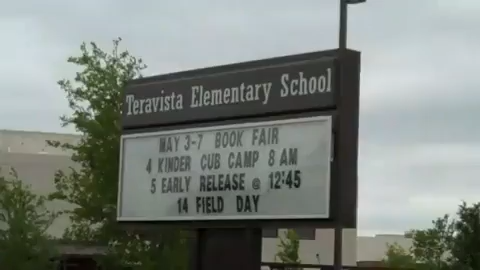 Teravista Elementary School
MAY 3-7 BOOK FAIR
4 KINDER CUB CAMP 8 AM
5 EARLY RELEASE @ 12:45
14 FIELD DAY